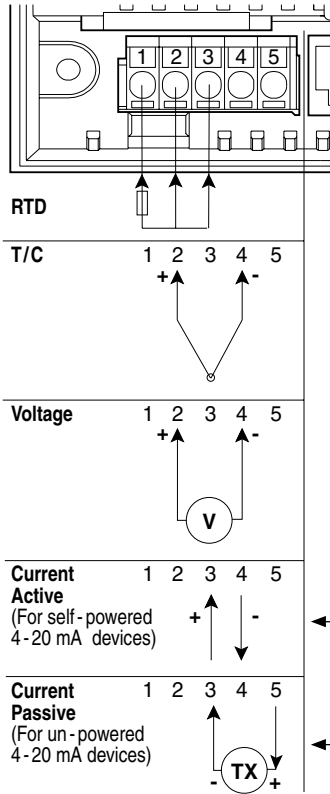 1 2 3 4 5
RTD
T/C 1 2 3 4 5
+ -
Voltage 1 2 3 4 5
+ -
V
Current 1 2 3 4 5
Active
(For self-powered + -
4-20 mA devices)
Current 1 2 3 4 5
Passive
(For un-powered
4-20 mA devices)
- TX +